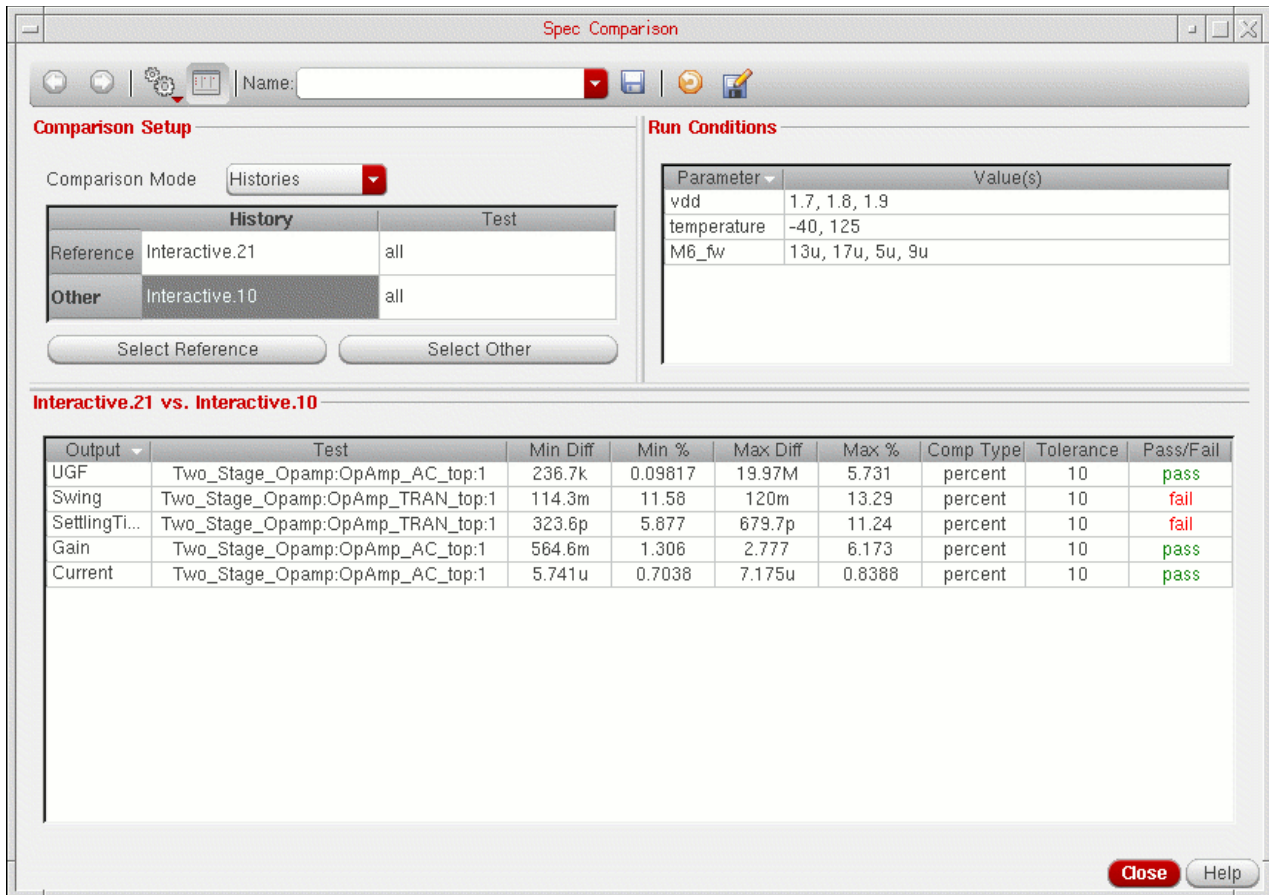 Spec Comparison
Name:
Comparison Setup
Comparison Mode Histories
History Test
Reference Interactive.21 all
Other Interactive.10 all
Select Reference Select Other
Run Conditions
Parameter Value(s)
vdd 1.7, 1.8, 1.9
temperature -40, 125
M6_fw 13u, 17u, 5u, 9u
Interactive.21 vs. Interactive.10
Output Test Min Diff Min % Max Diff Max % Comp Type Tolerance Pass/Fail
UGF Two_Stage_Opamp:OpAmp_AC_top:1 236.7k 0.09817 19.97M 5.731 percent 10 pass
Swing Two_Stage_Opamp:OpAmp_TRAN_top:1 114.3m 11.58 120m 13.29 percent 10 fail
SettlingTi... Two_Stage_Opamp:OpAmp_TRAN_top:1 323.6p 5.877 679.7p 11.24 percent 10 fail
Gain Two_Stage_Opamp:OpAmp_AC_top:1 564.6m 1.306 2.777 6.173 percent 10 pass
Current Two_Stage_Opamp:OpAmp_AC_top:1 5.741u 0.7038 7.175u 0.8388 percent 10 pass
Close Help